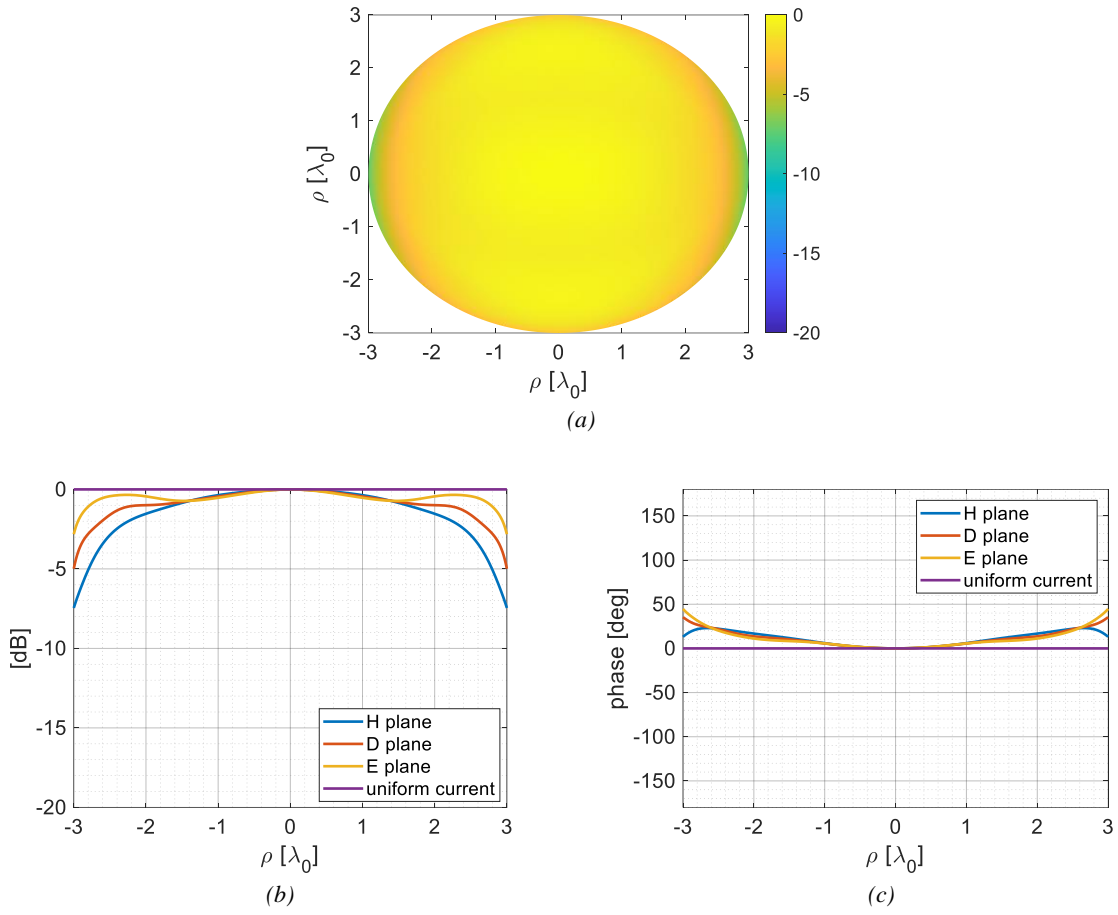 3
2
1
0
-1
-2
-3
ρ [λ0]
-3 -2 -1 0 1 2 3
ρ [λ0]
0
-5
-10
-15
-20
(a)
0
-5
-10
-15
-20
[dB]
H plane
D plane
E plane
uniform current
-3 -2 -1 0 1 2 3
ρ [λ0]
(b)
150
100
50
0
-50
-100
-150
phase [deg]
H plane
D plane
E plane
uniform current
-3 -2 -1 0 1 2 3
ρ [λ0]
(c)